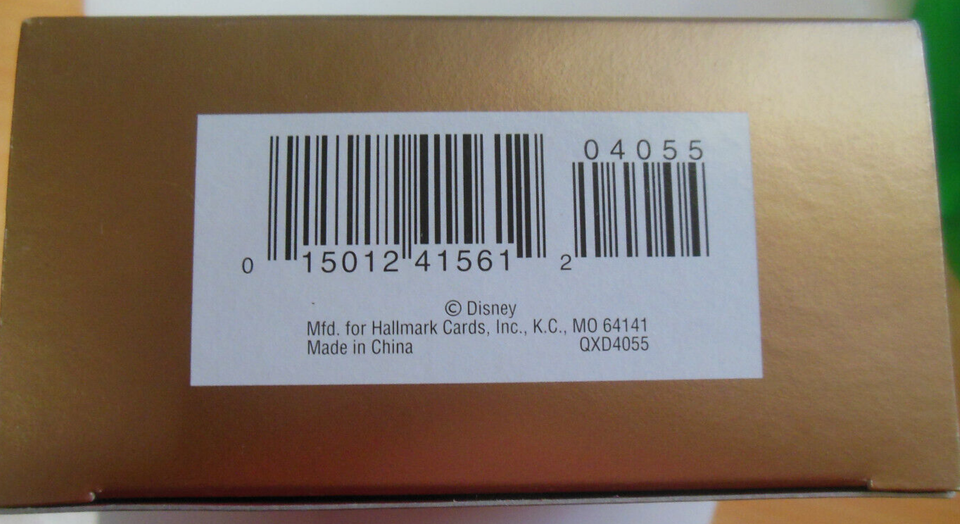 04055
0 15012 41561 2
© Disney
Mfd. for Hallmark Cards, Inc., K.C., MO 64141
Made in China QXD4055